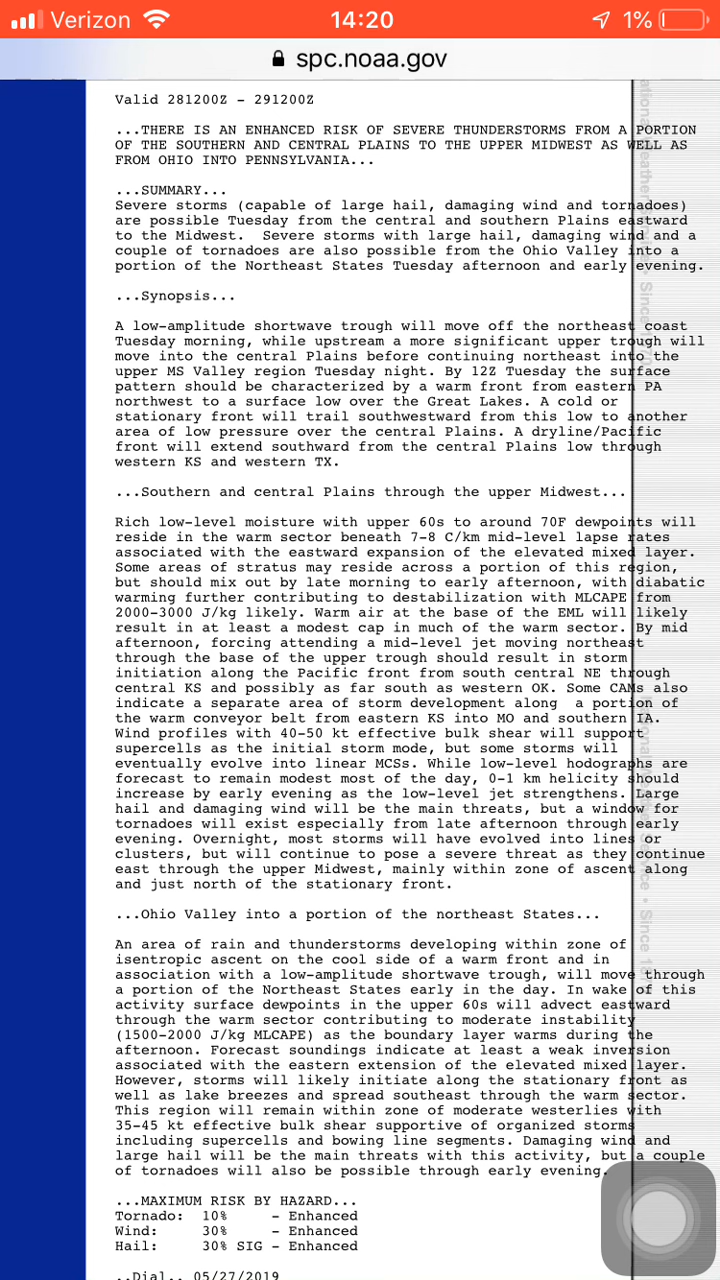 Verizon 14:20 1%
spc.noaa.gov
Valid 281200Z - 291200Z
...THERE IS AN ENHANCED RISK OF SEVERE THUNDERSTORMS FROM A PORTION
OF THE SOUTHERN AND CENTRAL PLAINS TO THE UPPER MIDWEST AS WELL AS
FROM OHIO INTO PENNSYLVANIA...
...SUMMARY...
Severe storms (capable of large hail, damaging wind and tornadoes)
are possible Tuesday from the central and southern Plains eastward
to the Midwest.  Severe storms with large hail, damaging wind and a
couple of tornadoes are also possible from the Ohio Valley into a
portion of the Northeast States Tuesday afternoon and early evening.
...Synopsis...
A low-amplitude shortwave trough will move off the northeast coast
Tuesday morning, while upstream a more significant upper trough will
move into the central Plains before continuing northeast into the
upper MS Valley region Tuesday night. By 12Z Tuesday the surface
pattern should be characterized by a warm front from eastern PA
northwest to a surface low over the Great Lakes. A cold or
stationary front will trail southwestward from this low to another
area of low pressure over the central Plains. A dryline/Pacific
front will extend southward from the central Plains low through
western KS and western TX.
...Southern and central Plains through the upper Midwest...
Rich low-level moisture with upper 60s to around 70F dewpoints will
reside in the warm sector beneath 7-8 C/km mid-level lapse rates
associated with the eastward expansion of the elevated mixed layer.
Some areas of stratus may reside across a portion of this region,
but should mix out by late morning to early afternoon, with diabatic
warming further contributing to destabilization with MLCAPE from
2000-3000 J/kg likely. Warm air at the base of the EML will likely
result in at least a modest cap in much of the warm sector. By mid
afternoon, forcing attending a mid-level jet moving northeast
through the base of the upper trough should result in storm
initiation along the Pacific front from south central NE through
central KS and possibly as far south as western OK. Some CAMs also
indicate a separate area of storm development along  a portion of
the warm conveyor belt from eastern KS into MO and southern IA.
Wind profiles with 40-50 kt effective bulk shear will support
supercells as the initial storm mode, but some storms will
eventually evolve into linear MCSs. While low-level hodographs are
forecast to remain modest most of the day, 0-1 km helicity should
increase by early evening as the low-level jet strengthens. Large
hail and damaging wind will be the main threats, but a window for
tornadoes will exist especially from late afternoon through early
evening. Overnight, most storms will have evolved into lines or
clusters, but will continue to pose a severe threat as they continue
east through the upper Midwest, mainly within zone of ascent along
and just north of the stationary front.
...Ohio Valley into a portion of the northeast States...
An area of rain and thunderstorms developing within zone of
isentropic ascent on the cool side of a warm front and in
association with a low-amplitude shortwave trough, will move through
a portion of the Northeast States early in the day. In wake of this
activity surface dewpoints in the upper 60s will advect eastward
through the warm sector contributing to moderate instability
(1500-2000 J/kg MLCAPE) as the boundary layer warms during the
afternoon. Forecast soundings indicate at least a weak inversion
associated with the eastern extension of the elevated mixed layer.
However, storms will likely initiate along the stationary front as
well as lake breezes and spread southeast through the warm sector.
This region will remain within zone of moderate westerlies with
35-45 kt effective bulk shear supportive of organized storms
including supercells and bowing line segments. Damaging wind and
large hail will be the main threats with this activity, but a couple
of tornadoes will also be possible through early evening.
...MAXIMUM RISK BY HAZARD...
Tornado:  10%     - Enhanced
Wind:     30%     - Enhanced
Hail:     30% SIG - Enhanced
..Dial.. 05/27/2019